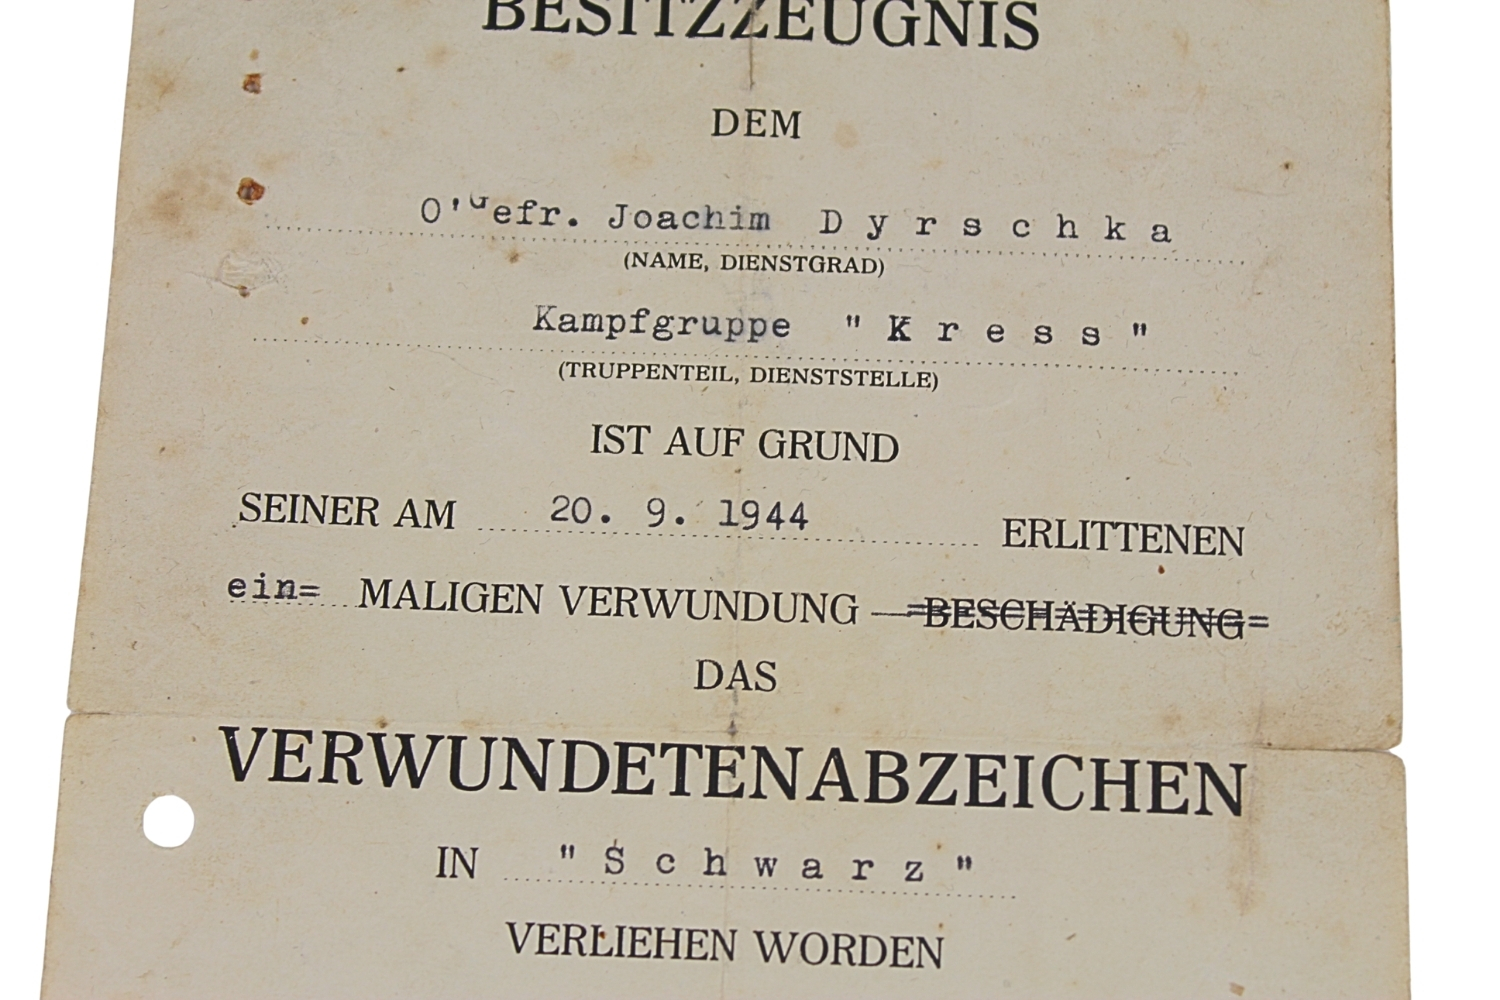 BESITZZEUGNIS
DEM
O'Gefr. Joachim Dyrschka
(NAME, DIENSTGRAD)
Kampfgruppe "Kress"
(TRUPPENTEIL, DIENSTSTELLE)
IST AUF GRUND
SEINER AM 20. 9. 1944 ERLITTENEN
ein= MALIGEN VERWUNDUNG — =BESCHÄDIGUNG=
DAS
VERWUNDETENABZEICHEN
IN "Schwarz"
VERLIEHEN WORDEN